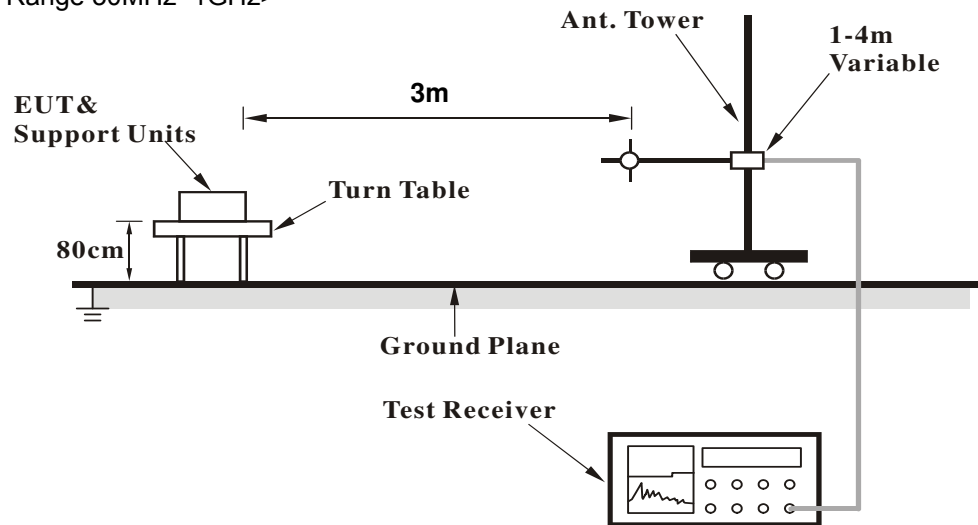 Ant. Tower
1-4m
Variable
3m
EUT&
Support Units
Turn Table
80cm
Ground Plane
Test Receiver